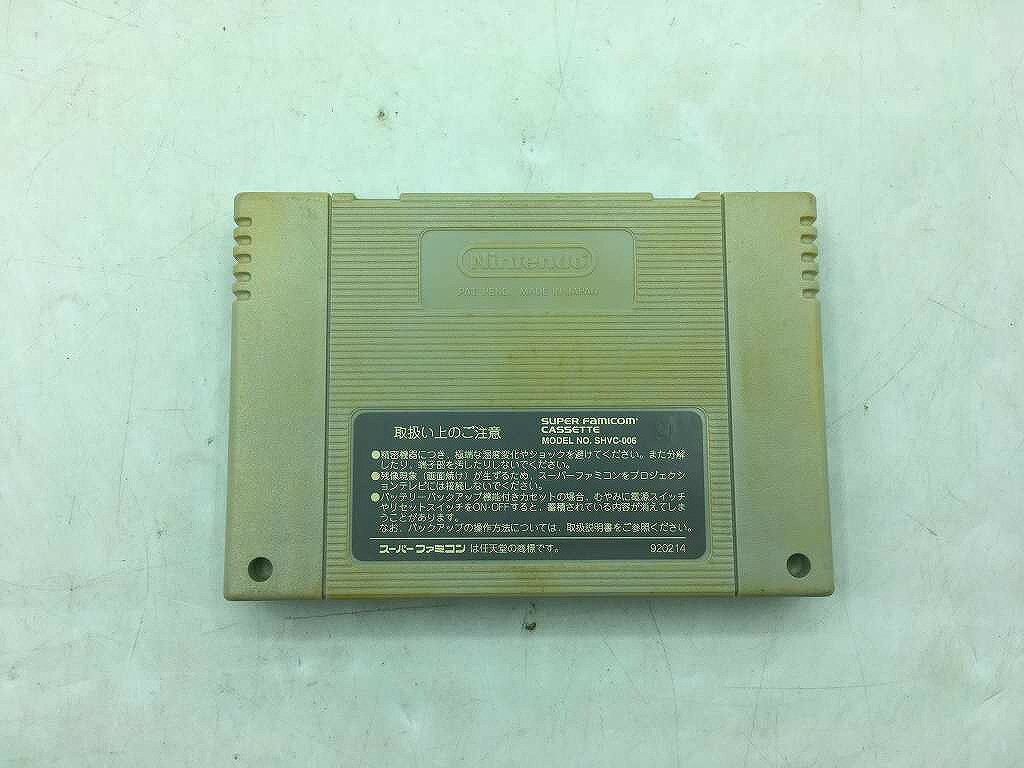 Nintendo
PAT. PEND. MADE IN JAPAN
取扱い上のご注意
SUPER FAMICOM
CASSETTE
MODEL NO. SHVC-006
●精密機器につき、極端な温度変化やショックを避けてください。また分解
したり、端子部を汚したりしないでください。
●残像現象(画面焼け)が生ずるため、スーパーファミコンをプロジェクシ
ョンテレビには接続しないでください。
●バッテリーバックアップ機能付きカセットの場合、むやみに電源スイッチ
やリセットスイッチをON・OFFすると、蓄積されている内容が消えてしま
うことがあります。
なお、バックアップの操作方法については、取扱説明書をご参照ください。
スーパーファミコン は任天堂の商標です。
920214